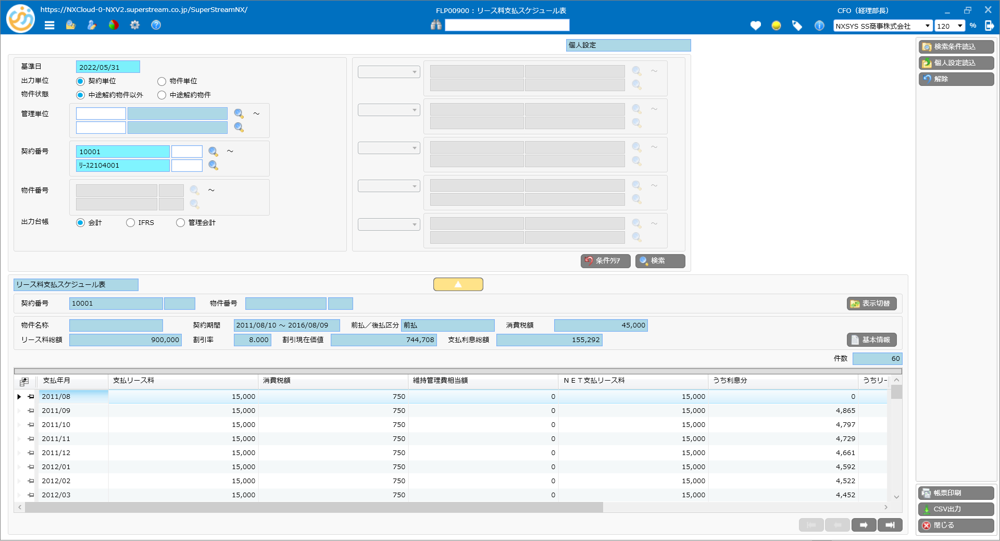 https://NXCloud-0-NXV2.superstream.co.jp/SuperStreamNX/
FLP00900 : リース料支払スケジュール表
CFO（経理部長）
NXSYS SS商事株式会社
120
%
個人設定
検索条件読込
個人設定読込
解除
基準日
2022/05/31
出力単位
契約単位
物件単位
物件状態
中途解約物件以外
中途解約物件
管理単位
～
契約番号
10001
～
ﾘｰｽ2104001
物件番号
～
出力台帳
会計
IFRS
管理会計
～
～
～
～
～
条件ｸﾘｱ
検索
リース料支払スケジュール表
契約番号
10001
物件番号
表示切替
物件名称
契約期間
2011/08/10 ～ 2016/08/09
前払／後払区分
前払
消費税額
45,000
リース料総額
900,000
割引率
8.000
割引現在価値
744,708
支払利息総額
155,292
基本情報
件数
60
支払年月 支払リース料 消費税額 維持管理費相当額 ＮＥＴ支払リース料 うち利息分 うちリー
2011/08 15,000 750 0 15,000 0
2011/09 15,000 750 0 15,000 4,865
2011/10 15,000 750 0 15,000 4,797
2011/11 15,000 750 0 15,000 4,729
2011/12 15,000 750 0 15,000 4,661
2012/01 15,000 750 0 15,000 4,592
2012/02 15,000 750 0 15,000 4,522
2012/03 15,000 750 0 15,000 4,452
帳票印刷
CSV出力
閉じる